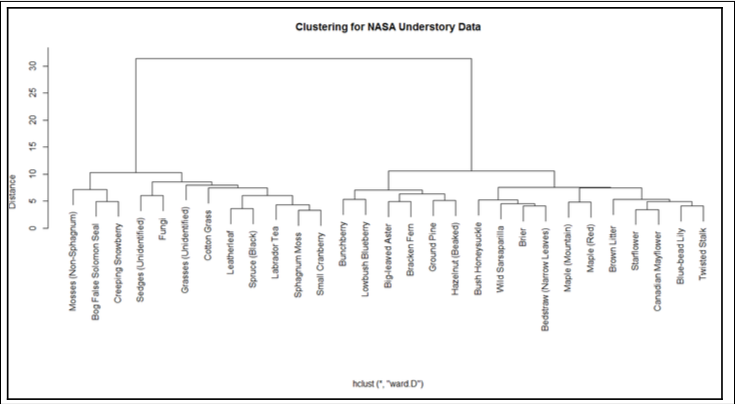 Clustering for NASA Understory Data
Distance
30
25
20
15
10
5
0
Mosses (Non-Sphagnum)
Bog False Solomon Seal
Creeping Snowberry
Sedges (Unidentified)
Fungi
Grasses (Unidentified)
Cotton Grass
Leatherleaf
Spruce (Black)
Labrador Tea
Sphagnum Moss
Small Cranberry
Bunchberry
Lowbush Blueberry
Big-leaved Aster
Bracken Fern
Ground Pine
Hazelnut (Beaked)
Bush Honeysuckle
Wild Sarsaparilla
Brier
Bedstraw (Narrow Leaves)
Maple (Mountain)
Maple (Red)
Brown Litter
Starflower
Canadian Mayflower
Blue-bead Lily
Twisted Stalk
hclust (*, "ward.D")